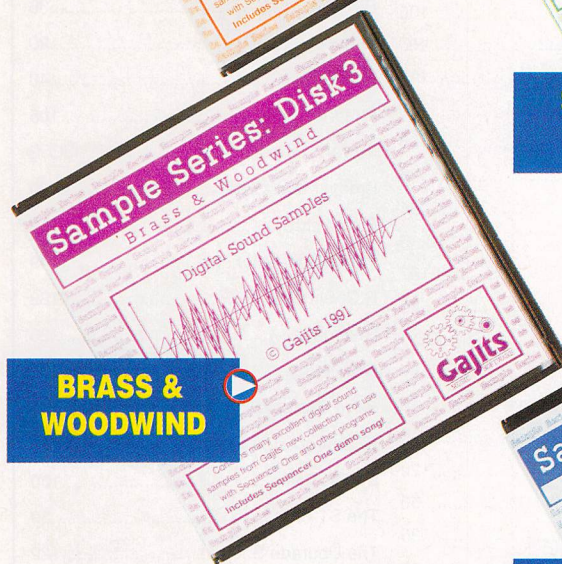 with Se
Includes S
Sample Series: Disk 3
Brass & Woodwind
Digital Sound Samples
© Gajits 1991
Gajits
BRASS &
WOODWIND
Contains many excellent digital sound
samples from Gajits' new collection. For use
with Sequencer One and other programs.
Includes Sequencer One demo song!
Sa